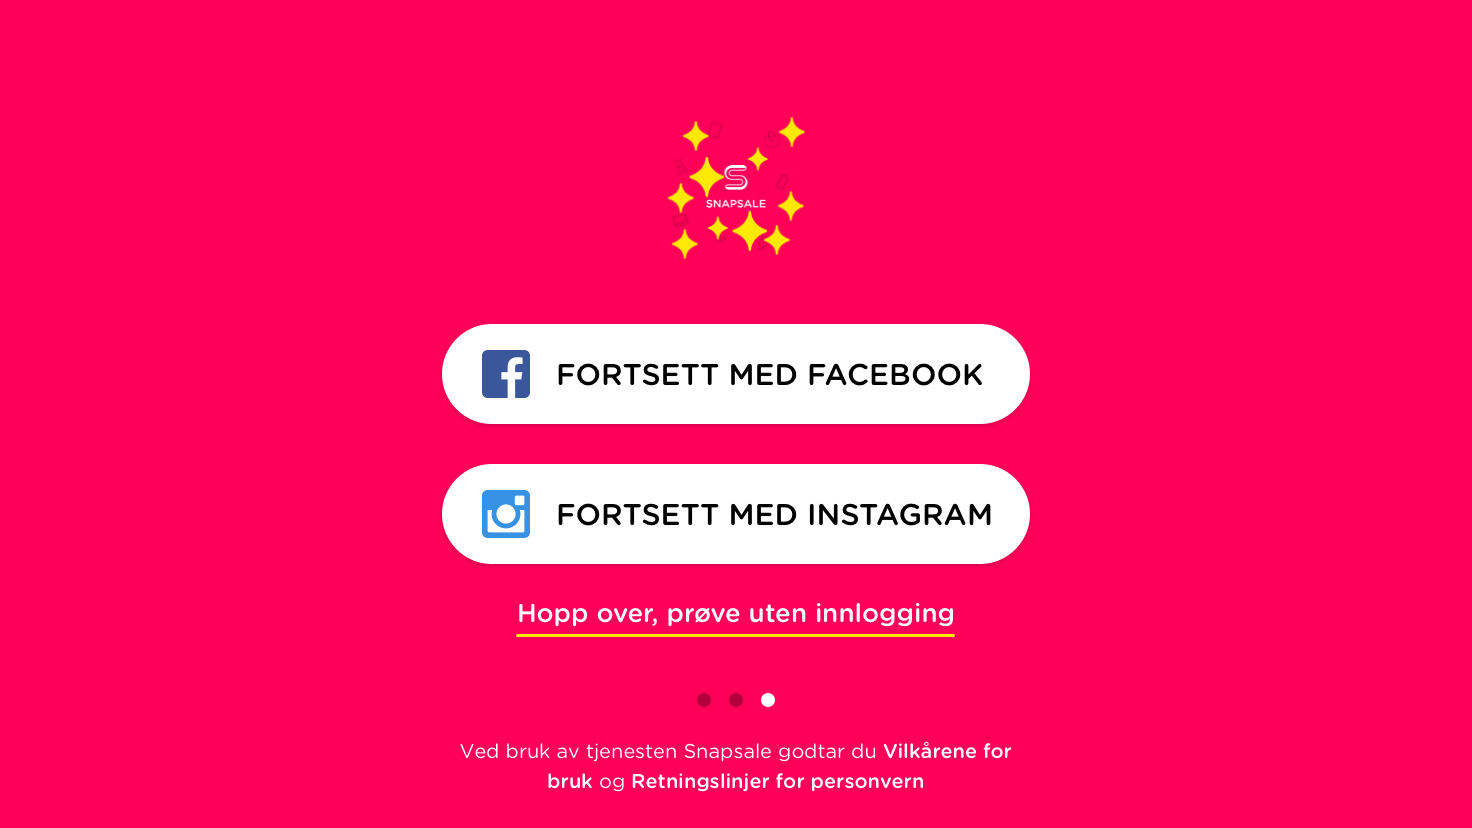 SNAPSALE
FORTSETT MED FACEBOOK
FORTSETT MED INSTAGRAM
Hopp over, prøve uten innlogging
Ved bruk av tjenesten Snapsale godtar du Vilkårene for
bruk og Retningslinjer for personvern